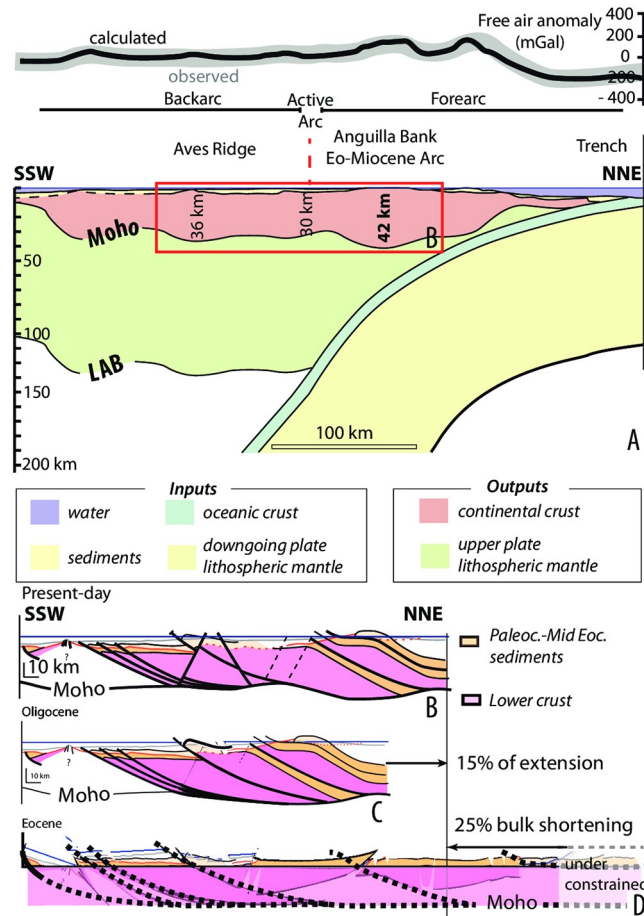 400
Free air anomaly
200
(mGal)
calculated
0
observed
200
- 400
Backarc
Active
Arc
Forearc
Aves Ridge
Anguilla Bank
Eo-Miocene Arc
Trench
SSW
NNE
Moho
36 km
30 km
42 km
B
50
LAB
100
150
100 km
200 km
A
Inputs
Outputs
water
oceanic crust
continental crust
sediments
downgoing plate
lithospheric mantle
upper plate
lithospheric mantle
Present-day
SSW
NNE
Paleoc.-Mid Eoc.
sediments
?
10 km
Moho
B
Lower crust
Oligocene
?
10 km
15% of extension
Moho
C
25% bulk shortening
Eocene
under
constrained
Moho
D